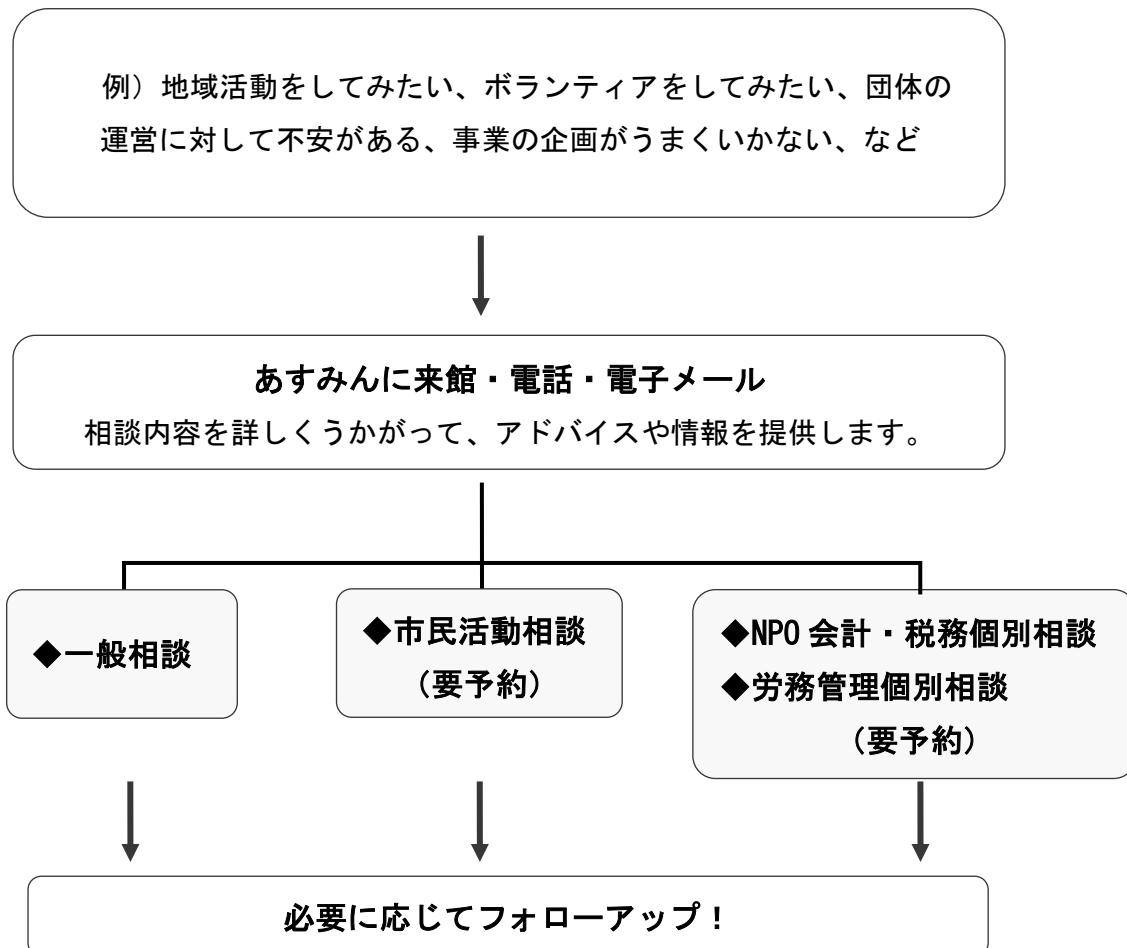 例）地域活動をしてみたい、ボランティアをしてみたい、団体の
運営に対して不安がある、事業の企画がうまくいかない、など
あすみんに来館・電話・電子メール
相談内容を詳しくうかがって、アドバイスや情報を提供します。
◆一般相談
◆市民活動相談
（要予約）
◆NPO 会計・税務個別相談
◆労務管理個別相談
（要予約）
必要に応じてフォローアップ！